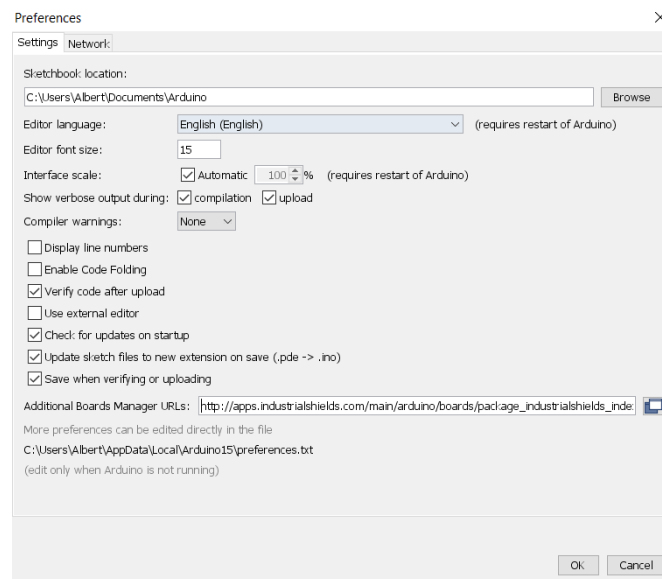 Preferences
Settings Network
Sketchbook location:
C:\Users\Albert\Documents\Arduino Browse
Editor language: English (English) (requires restart of Arduino)
Editor font size: 15
Interface scale: Automatic 100 % (requires restart of Arduino)
Show verbose output during: compilation upload
Compiler warnings: None
Display line numbers
Enable Code Folding
Verify code after upload
Use external editor
Check for updates on startup
Update sketch files to new extension on save (.pde -> .ino)
Save when verifying or uploading
Additional Boards Manager URLs: http://apps.industrialshields.com/main/arduino/boards/package_industrialshields_inde
More preferences can be edited directly in the file
C:\Users\Albert\AppData\Local\Arduino15\preferences.txt
(edit only when Arduino is not running)
OK Cancel